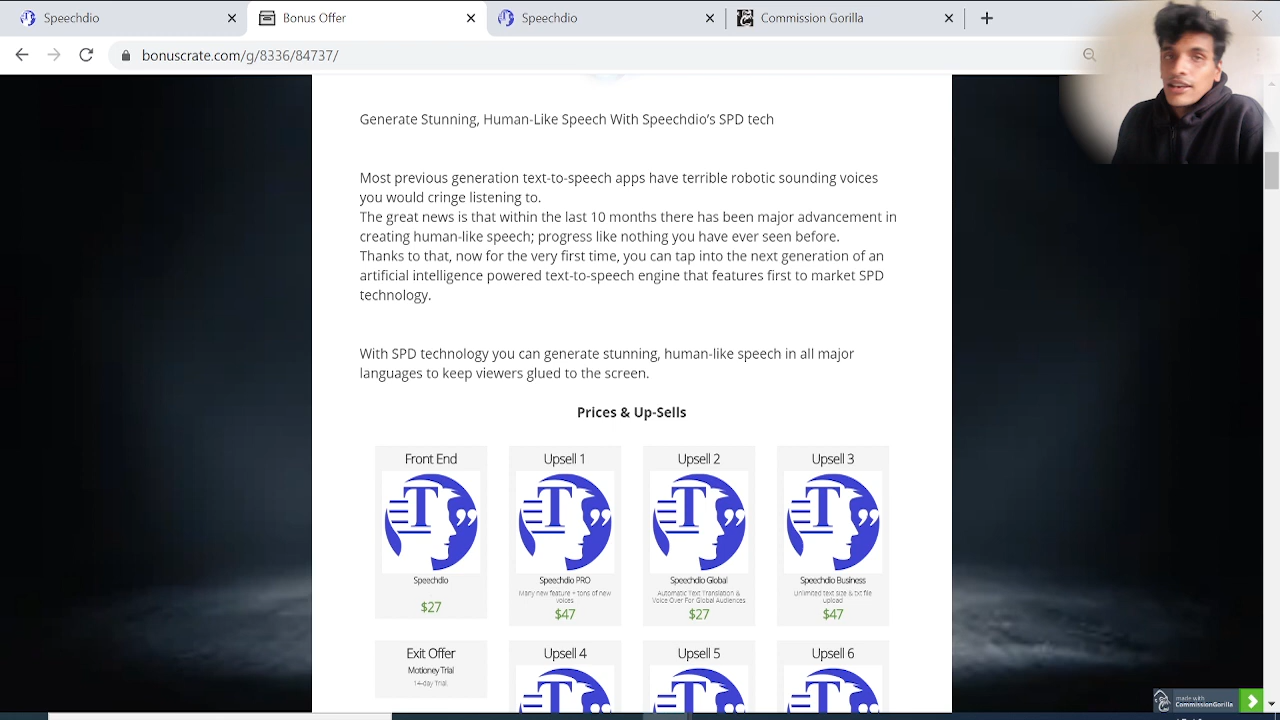 Speechdio
Bonus Offer
Speechdio
Commission Gorilla
bonuscrate.com/g/8336/84737/
Generate Stunning, Human-Like Speech With Speechdio's SPD tech
Most previous generation text-to-speech apps have terrible robotic sounding voices
you would cringe listening to.
The great news is that within the last 10 months there has been major advancement in
creating human-like speech; progress like nothing you have ever seen before.
Thanks to that, now for the very first time, you can tap into the next generation of an
artificial intelligence powered text-to-speech engine that features first to market SPD
technology.
With SPD technology you can generate stunning, human-like speech in all major
languages to keep viewers glued to the screen.
Prices & Up-Sells
Front End
Upsell 1
Upsell 2
Upsell 3
T
T
T
T
Speechdio
Speechdio PRO
Speechdio Global
Speechdio Business
Many new feature + tons of new
voices
Automatic Text Translation &
Voice Over For Global Audiences
Unlimited text size & txt file
upload
$27
$47
$27
$47
Exit Offer
Upsell 4
Upsell 5
Upsell 6
Motioney Trial
14-day Trial
made with
CommissionGorilla